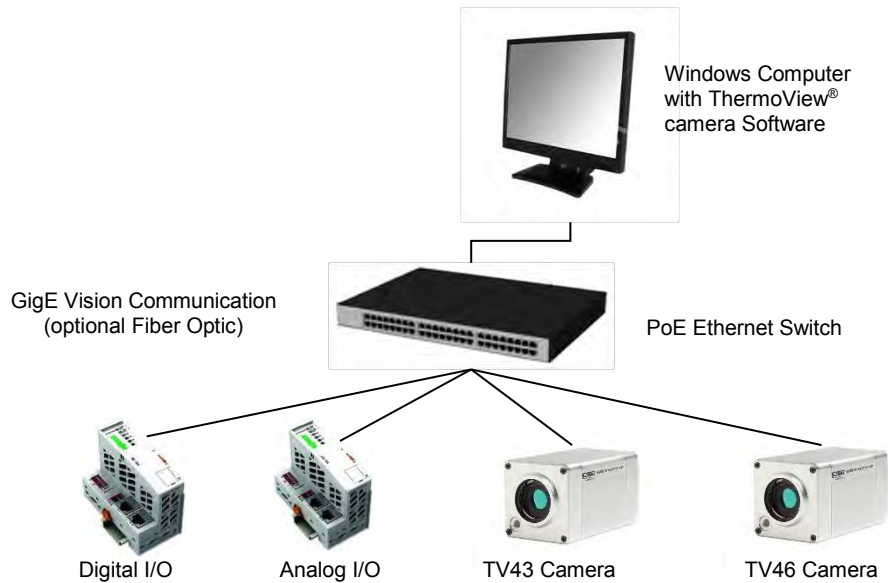 Windows Computer
with ThermoView®
camera Software
GigE Vision Communication
(optional Fiber Optic)
PoE Ethernet Switch
Digital I/O
Analog I/O
TV43 Camera
TV46 Camera